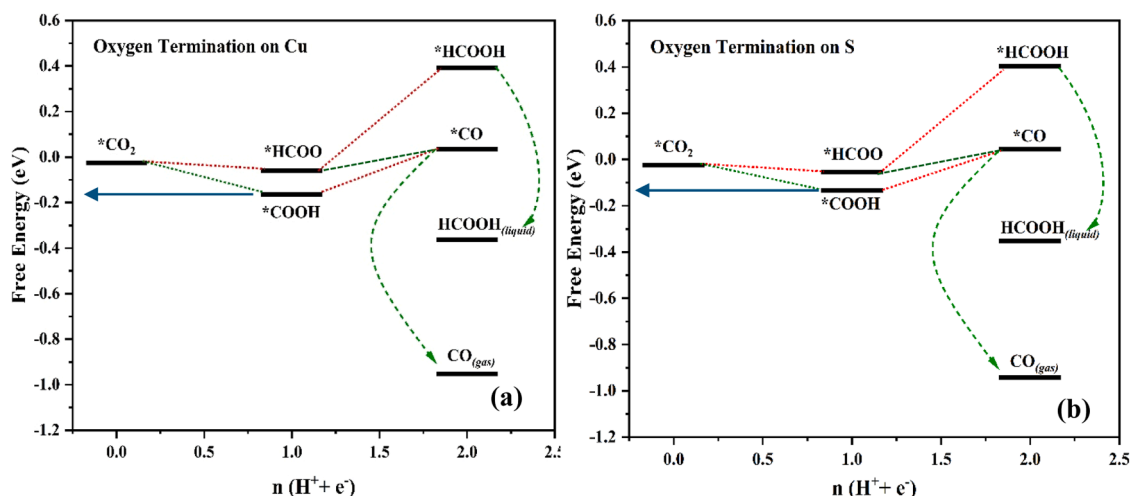 Oxygen Termination on Cu
*HCOOH
*CO₂
*HCOO
*CO
*COOH
HCOOH(liquid)
CO(gas)
(a)
Free Energy (eV)
0.6
0.4
0.2
0.0
-0.2
-0.4
-0.6
-0.8
-1.0
-1.2
0.0 0.5 1.0 1.5 2.0 2.5
n (H⁺+ e⁻)
Oxygen Termination on S
*HCOOH
*CO₂
*HCOO
*CO
*COOH
HCOOH(liquid)
CO(gas)
(b)
Free Energy (eV)
0.6
0.4
0.2
0.0
-0.2
-0.4
-0.6
-0.8
-1.0
-1.2
0.0 0.5 1.0 1.5 2.0 2.5
n (H⁺+ e⁻)